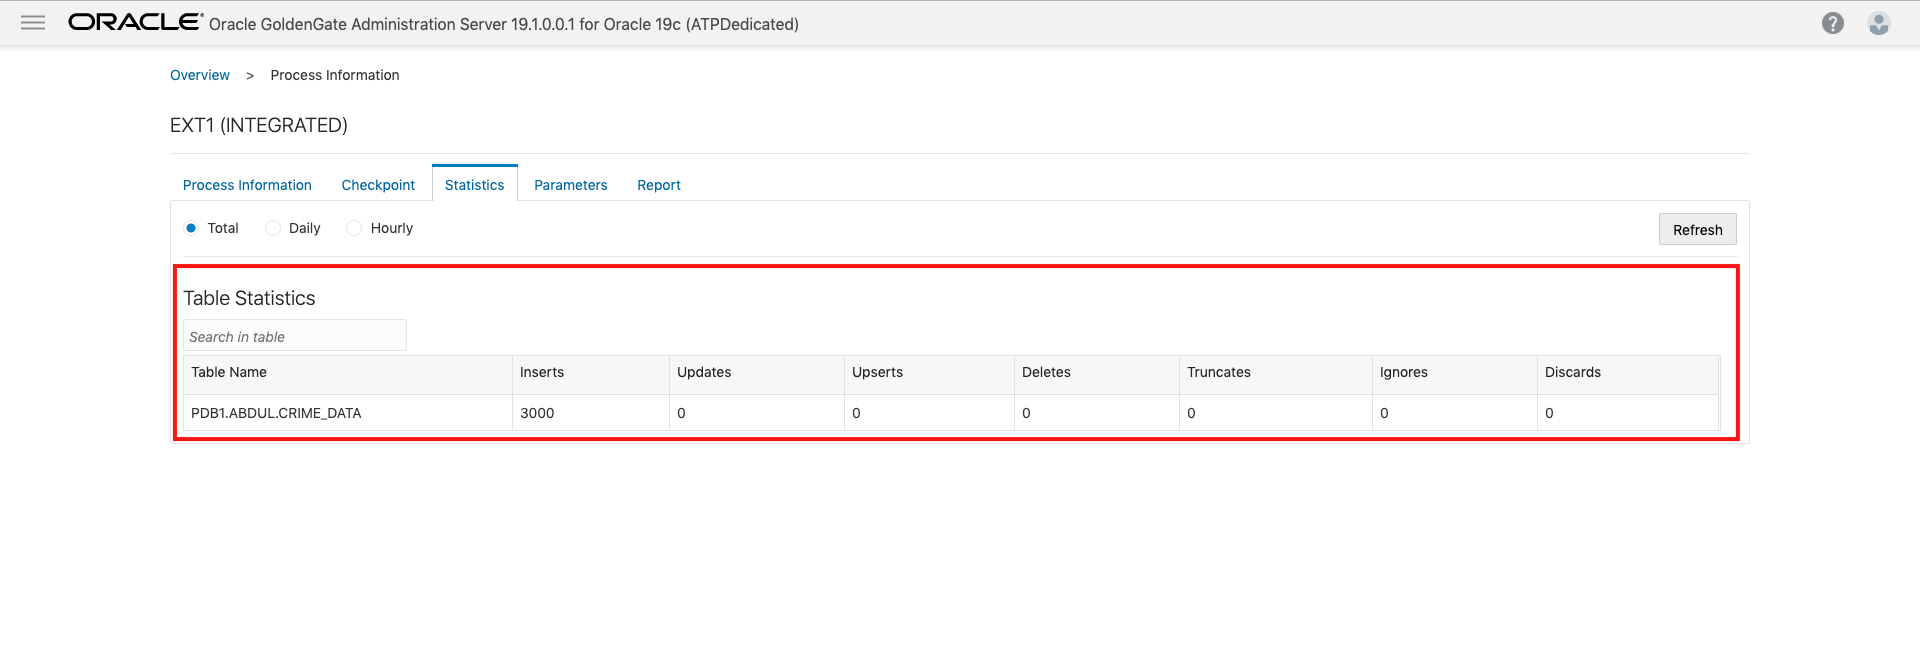 ORACLE Oracle GoldenGate Administration Server 19.1.0.0.1 for Oracle 19c (ATPDedicated) ?
Overview > Process Information
EXT1 (INTEGRATED)
Process Information Checkpoint Statistics Parameters Report
Total Daily Hourly Refresh
Table Statistics
Search in table
Table Name Inserts Updates Upserts Deletes Truncates Ignores Discards
PDB1.ABDUL.CRIME_DATA 3000 0 0 0 0 0 0